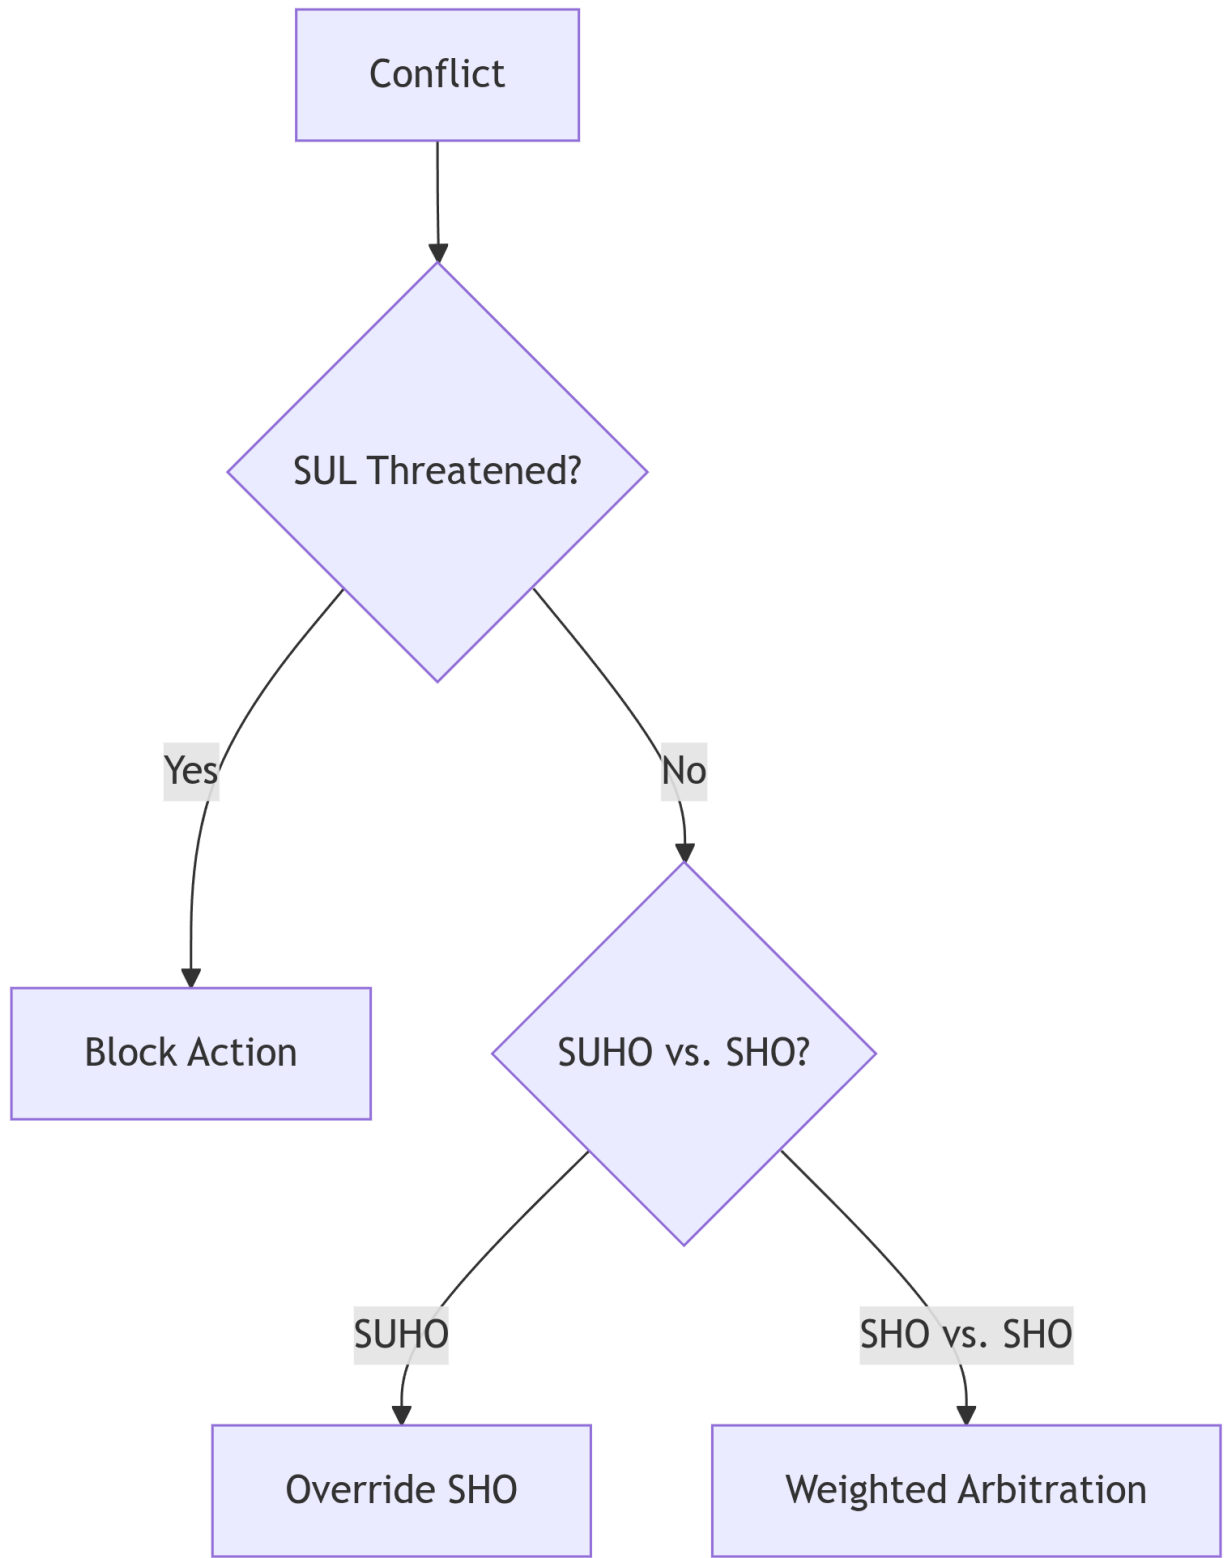 Conflict
SUL Threatened?
Yes
No
Block Action
SUHO vs. SHO?
SUHO
SHO vs. SHO
Override SHO
Weighted Arbitration